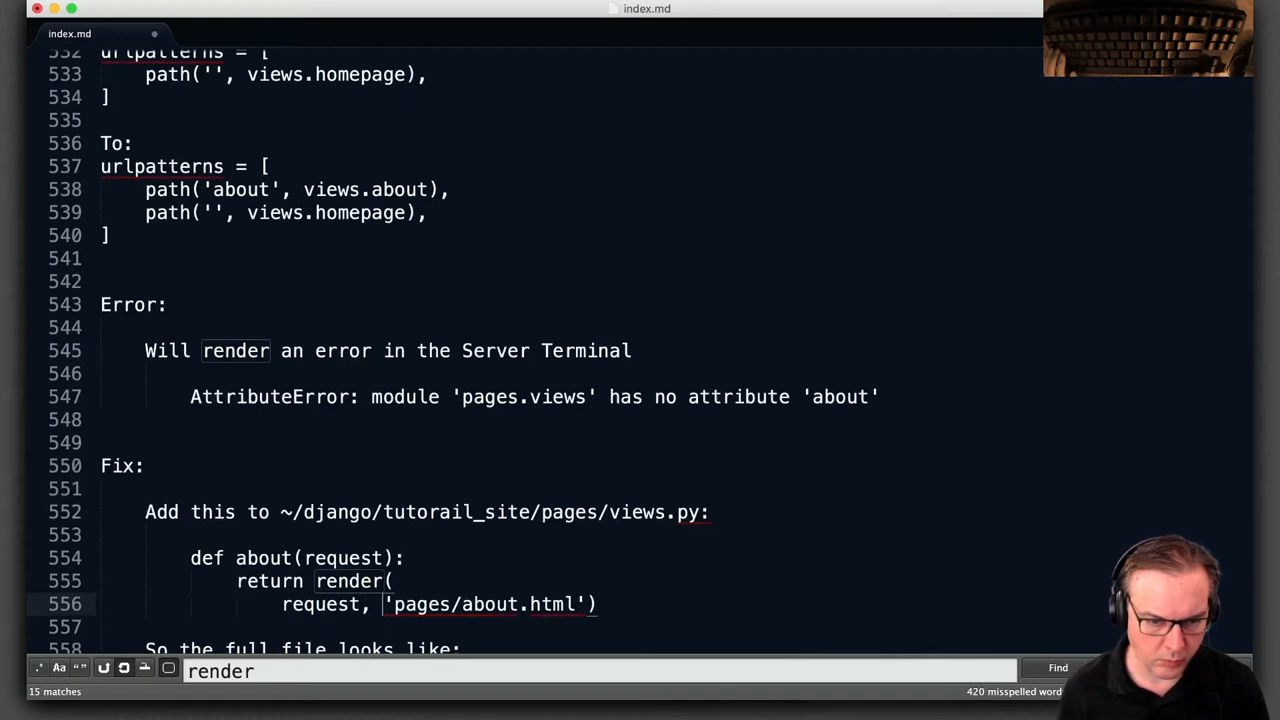 index.md
index.md
532 urlpatterns = [
533 path('', views.homepage),
534 ]
535
536 To:
537 urlpatterns = [
538 path('about', views.about),
539 path('', views.homepage),
540 ]
541
542
543 Error:
544
545 Will render an error in the Server Terminal
546
547 AttributeError: module 'pages.views' has no attribute 'about'
548
549
550 Fix:
551
552 Add this to ~/django/tutorail_site/pages/views.py:
553
554 def about(request):
555 return render(
556 request, 'pages/about.html')
557
558 So the full file looks like:
.* Aa “ ” render Find
15 matches 420 misspelled